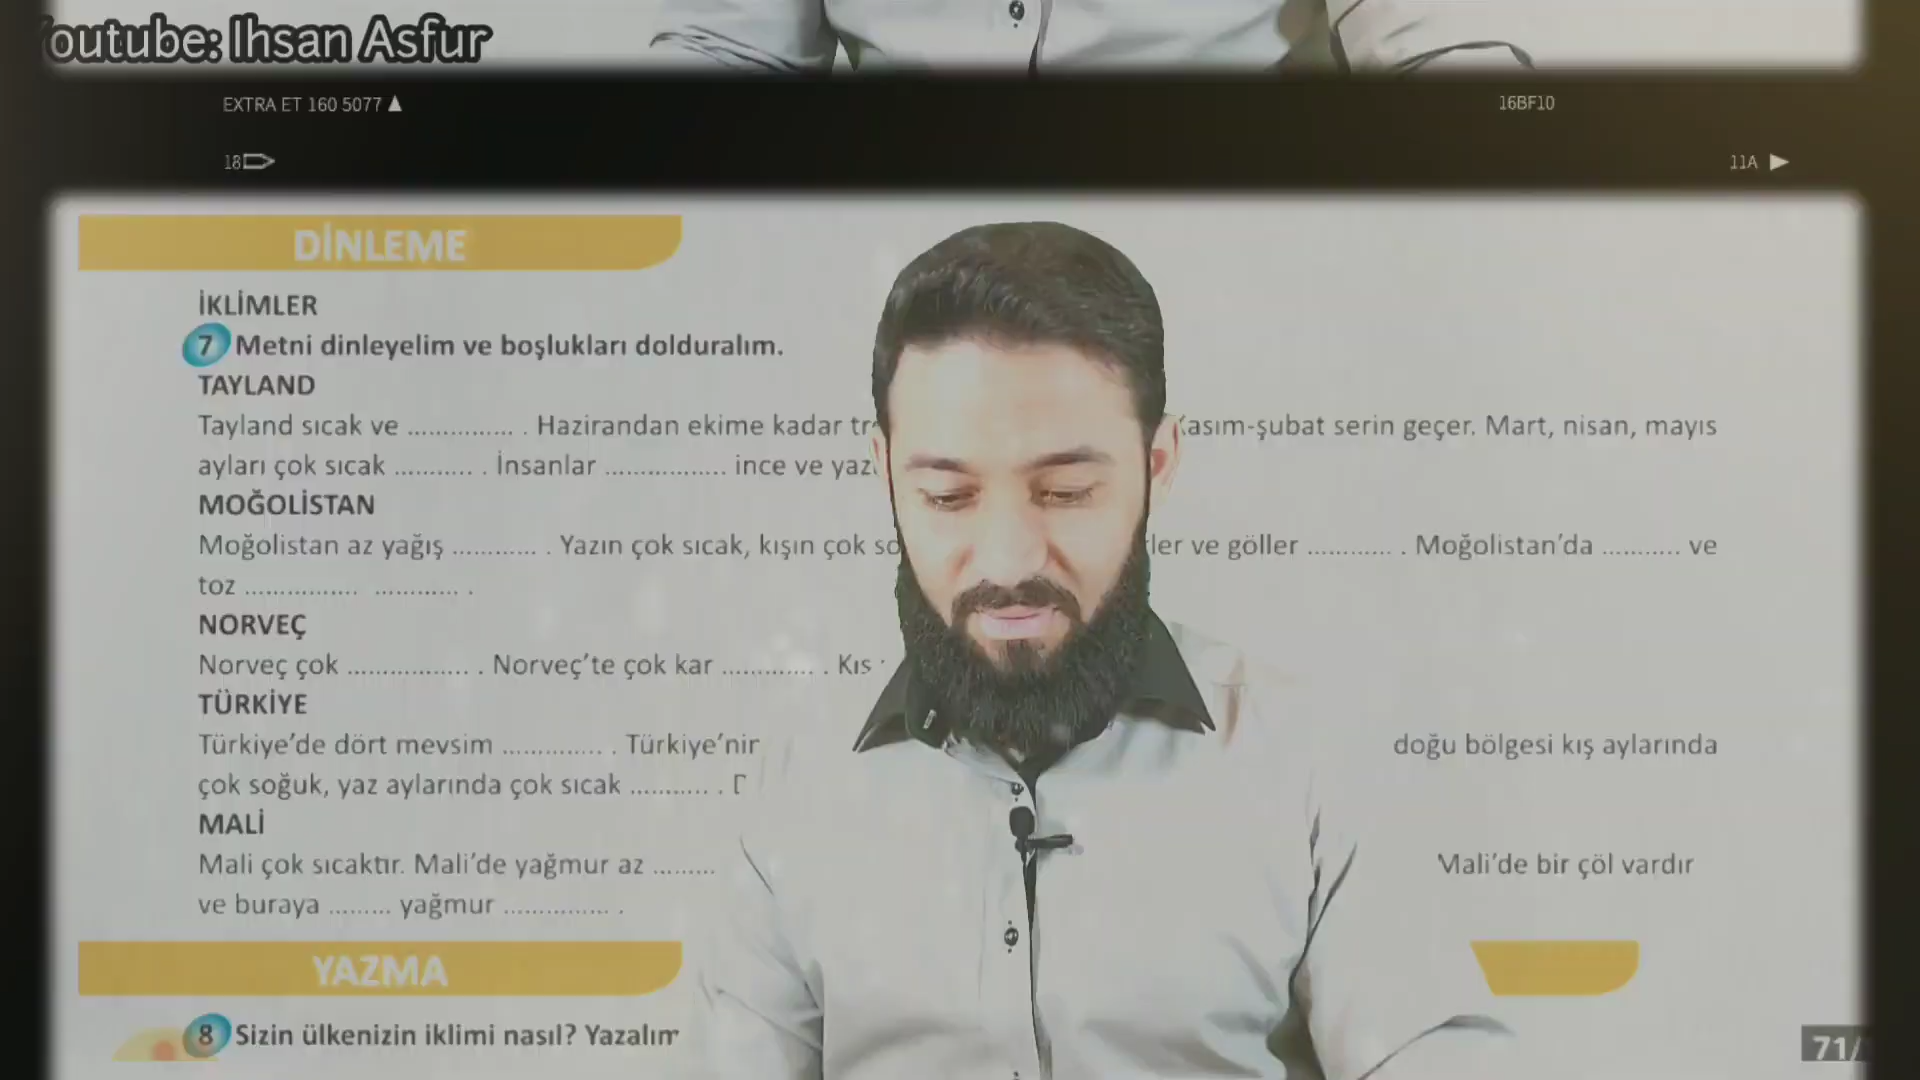 Youtube: Ihsan Asfur
EXTRA ET 160 5077 ▲
16BF10
18
11A ▶
DİNLEME
İKLİMLER
7 Metni dinleyelim ve boşlukları dolduralım.
TAYLAND
Tayland sıcak ve ............... . Hazirandan ekime kadar Kasım-şubat serin geçer. Mart, nisan, mayıs
ayları çok sıcak ........... . İnsanlar ................. ince ve
MOĞOLİSTAN
Moğolistan az yağış ............ . Yazın çok sıcak, kışın çok ve göller ............ . Moğolistan’da ........... ve
toz ................ ............ .
NORVEÇ
Norveç çok ................. . Norveç’te çok kar ............. .
TÜRKİYE
Türkiye’de dört mevsim .............. . doğu bölgesi kış aylarında
çok soğuk, yaz aylarında çok sıcak ........... .
MALİ
Mali çok sıcaktır. Mali’de yağmur az ......... Mali’de bir çöl vardır
ve buraya ......... yağmur ............... .
YAZMA
8 Sizin ülkenizin iklimi nasıl? Yazalım
71/